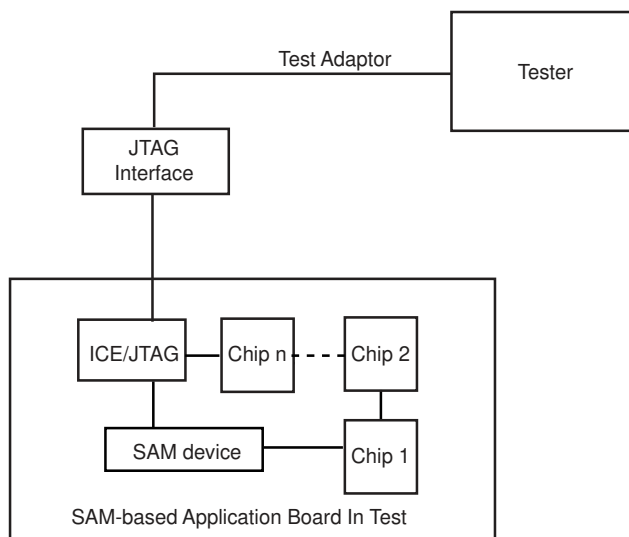 Test Adaptor
Tester
JTAG
Interface
ICE/JTAG
Chip n
Chip 2
SAM device
Chip 1
SAM-based Application Board In Test